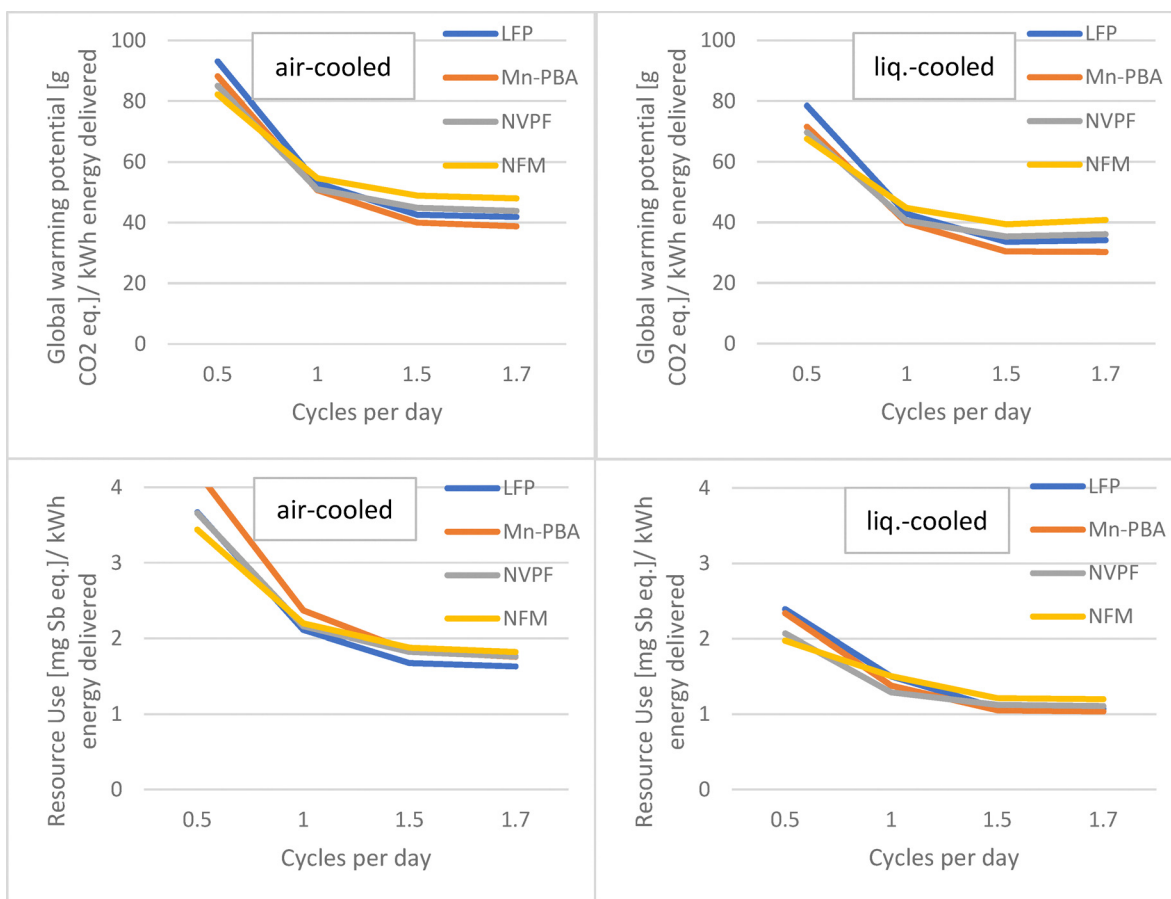 Global warming potential [g
CO2 eq.]/ kWh energy delivered
100
80
60
40
20
0
air-cooled
LFP
Mn-PBA
NVPF
NFM
0.5 1 1.5 1.7
Cycles per day
Global warming potential [g
CO2 eq.]/ kWh energy delivered
100
80
60
40
20
0
liq.-cooled
LFP
Mn-PBA
NVPF
NFM
0.5 1 1.5 1.7
Cycles per day
Resource Use [mg Sb eq.]/ kWh
energy delivered
4
3
2
1
0
air-cooled
LFP
Mn-PBA
NVPF
NFM
0.5 1 1.5 1.7
Cycles per day
Resource Use [mg Sb eq.]/ kWh
energy delivered
4
3
2
1
0
liq.-cooled
LFP
Mn-PBA
NVPF
NFM
0.5 1 1.5 1.7
Cycles per day